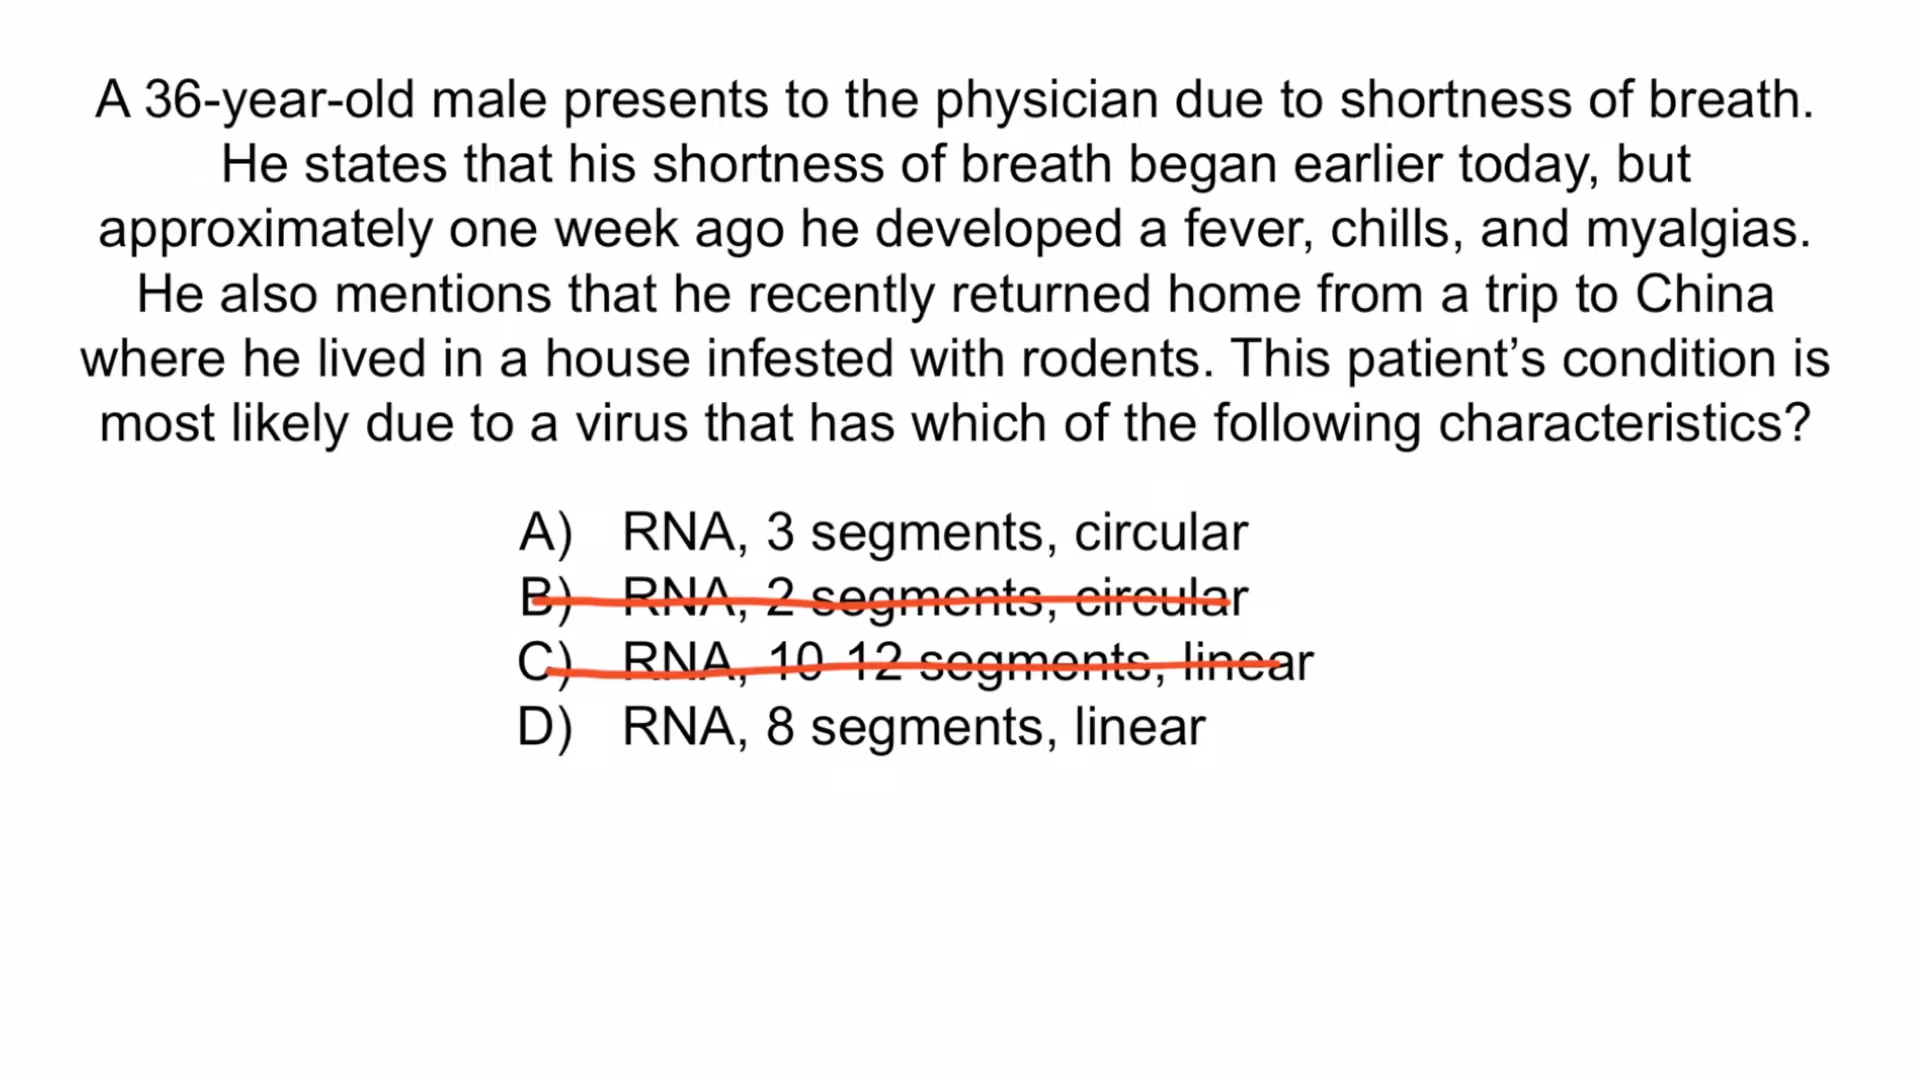 A 36-year-old male presents to the physician due to shortness of breath.
He states that his shortness of breath began earlier today, but
approximately one week ago he developed a fever, chills, and myalgias.
He also mentions that he recently returned home from a trip to China
where he lived in a house infested with rodents. This patient’s condition is
most likely due to a virus that has which of the following characteristics?
A) RNA, 3 segments, circular
B) RNA, 2 segments, circular
C) RNA, 10-12 segments, linear
D) RNA, 8 segments, linear